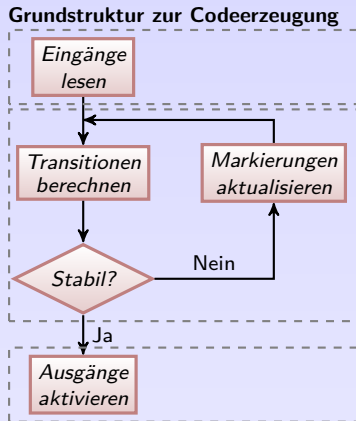 Grundstruktur zur Codeerzeugung
Eingänge
lesen
Transitionen
berechnen
Markierungen
aktualisieren
Stabil?
Nein
Ja
Ausgänge
aktivieren